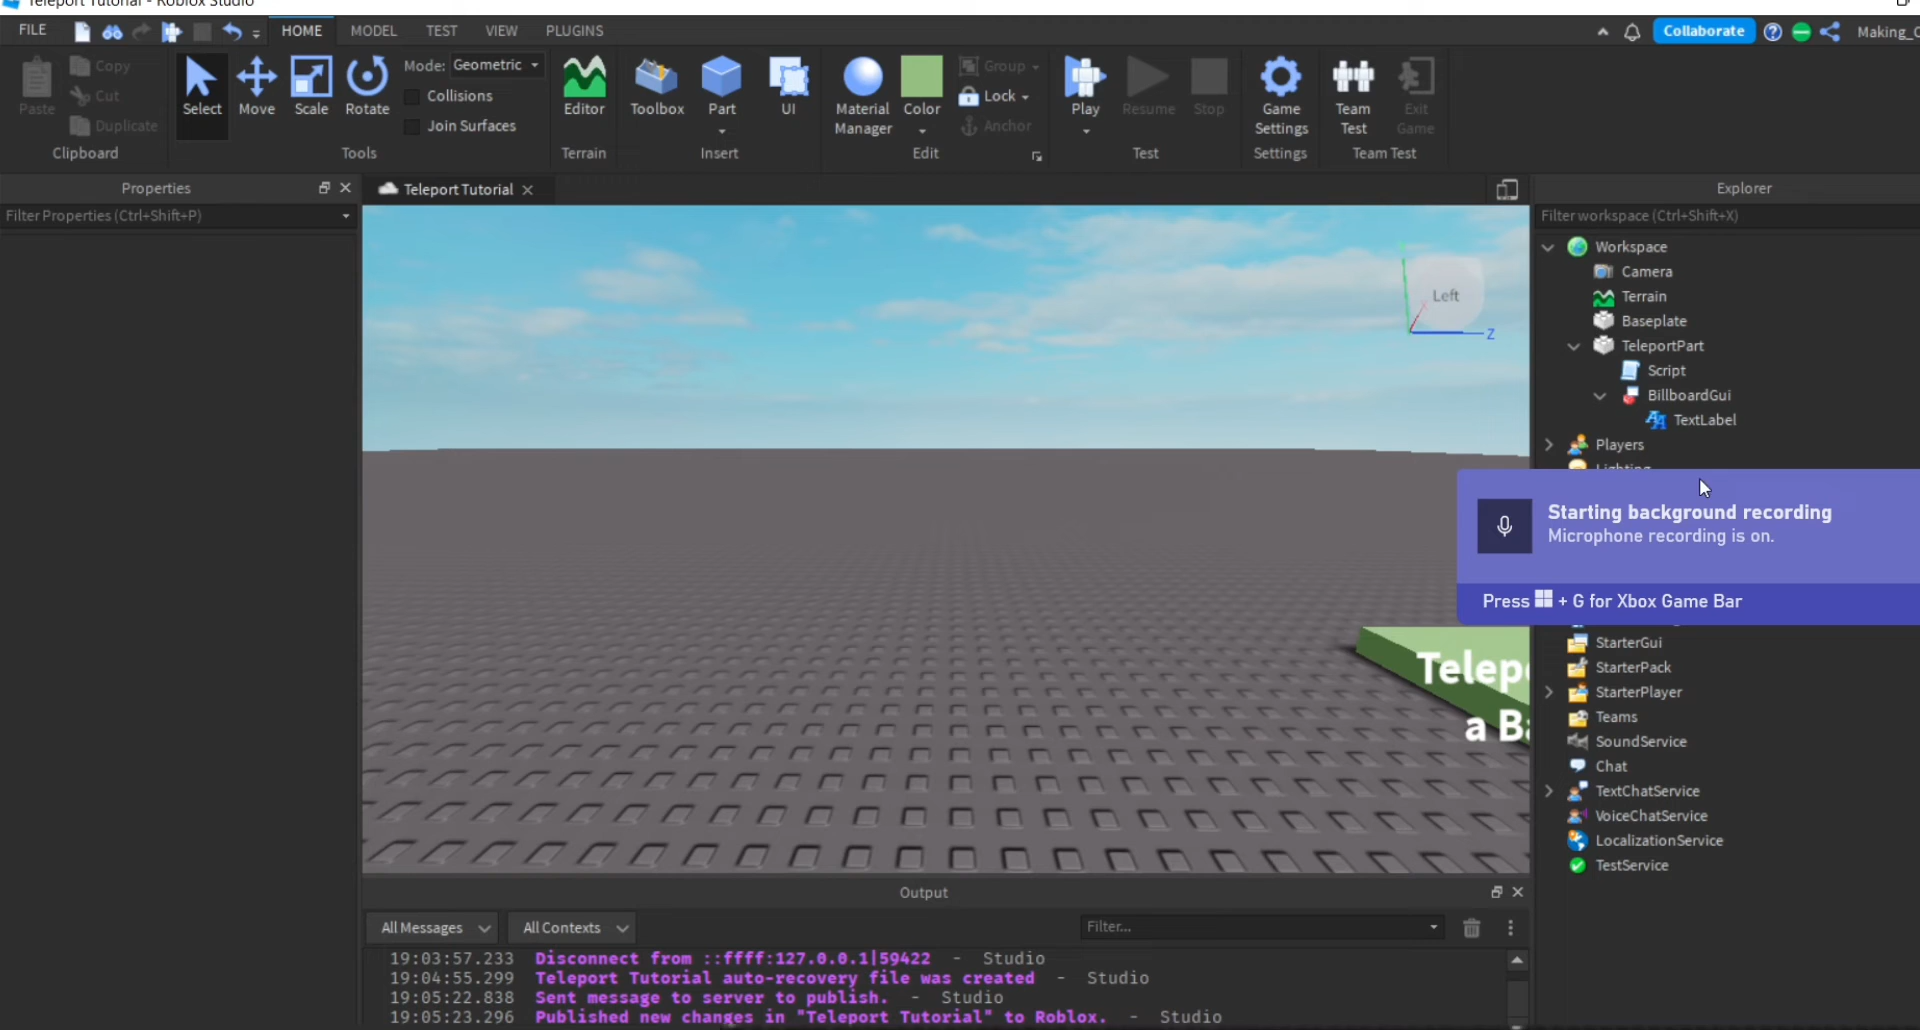 Teleport Tutorial - Roblox Studio
FILE HOME MODEL TEST VIEW PLUGINS Collaborate
Copy
Cut
Duplicate
Paste
Clipboard
Select Move Scale Rotate
Mode: Geometric
Collisions
Join Surfaces
Tools
Editor
Terrain
Toolbox Part UI
Insert
Material
Manager
Color
Group
Lock
Anchor
Edit
Play Resume Stop
Test
Game
Settings
Settings
Team
Test
Exit
Game
Team Test
Properties
Filter Properties (Ctrl+Shift+P)
Teleport Tutorial
Left
Z
a
Explorer
Filter workspace (Ctrl+Shift+X)
Workspace
Camera
Terrain
Baseplate
TeleportPart
Script
BillboardGui
TextLabel
Players
Lighting
Starting background recording
Microphone recording is on.
Press + G for Xbox Game Bar
StarterGui
StarterPack
StarterPlayer
Teams
SoundService
Chat
TextChatService
VoiceChatService
LocalizationService
TestService
Output
All Messages All Contexts Filter...
19:03:57.233 Disconnect from ::ffff:127.0.0.1|59422 - Studio
19:04:55.299 Teleport Tutorial auto-recovery file was created - Studio
19:05:22.838 Sent message to server to publish. - Studio
19:05:23.296 Published new changes in "Teleport Tutorial" to Roblox. - Studio